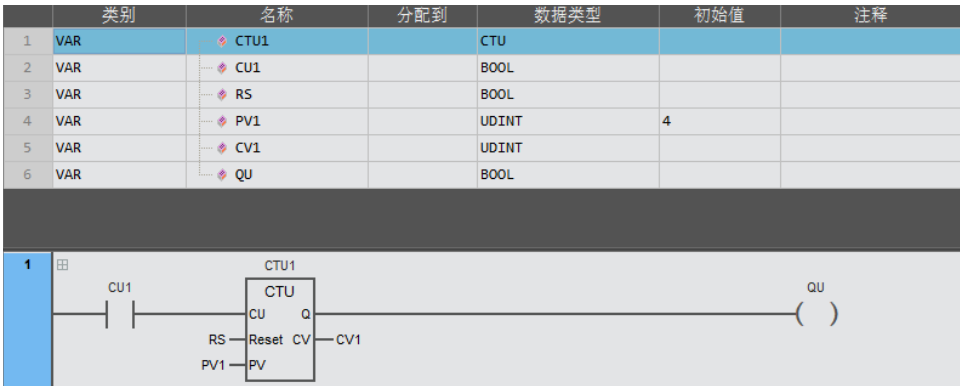 类别 名称 分配到 数据类型 初始值 注释
1 VAR CTU1 CTU
2 VAR CU1 BOOL
3 VAR RS BOOL
4 VAR PV1 UDINT 4
5 VAR CV1 UDINT
6 VAR QU BOOL
1
CTU1
CU1 CTU QU
CU Q
RS Reset CV CV1
PV1 PV